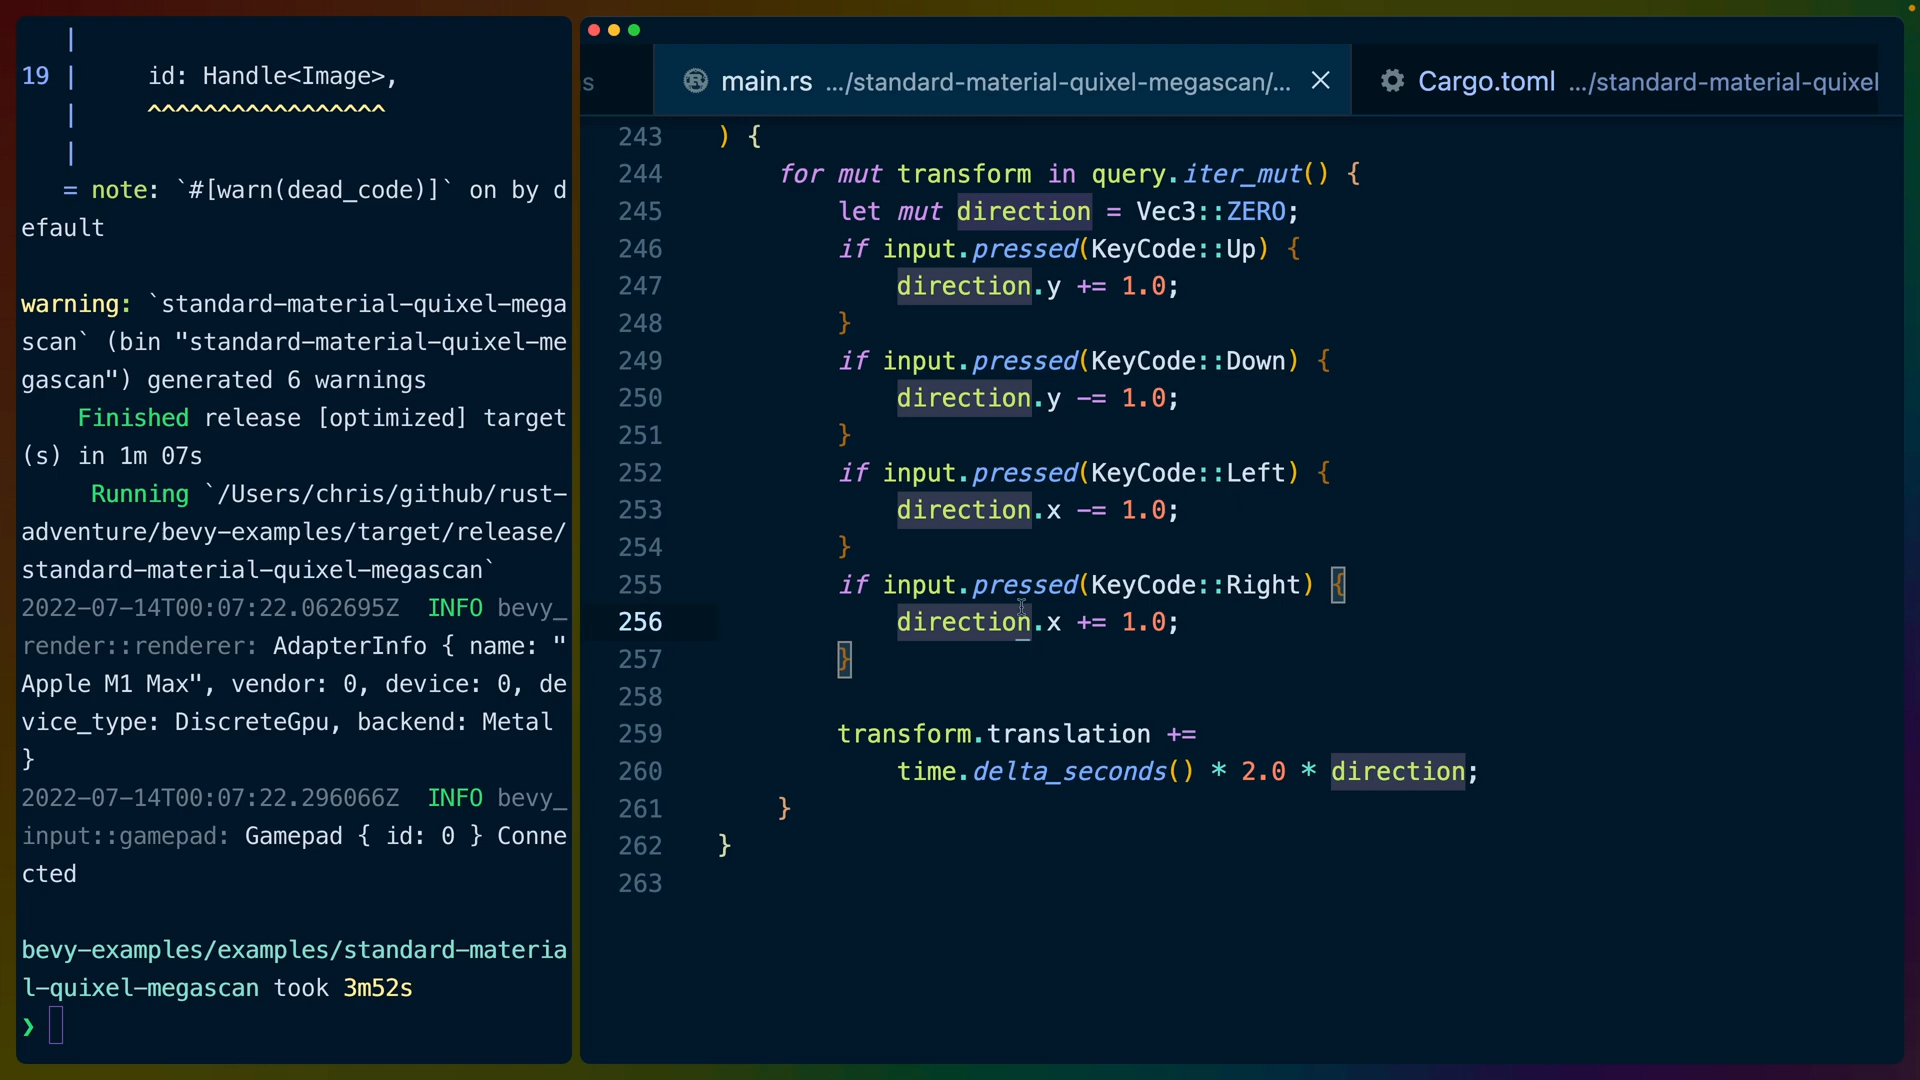 |
19 |     id: Handle<Image>,
|     ^^^^^^^^^^^^^^^^^
|
= note: `#[warn(dead_code)]` on by d
efault
warning: `standard-material-quixel-mega
scan` (bin "standard-material-quixel-me
gascan") generated 6 warnings
Finished release [optimized] target
(s) in 1m 07s
Running `/Users/chris/github/rust-
adventure/bevy-examples/target/release/
standard-material-quixel-megascan`
2022-07-14T00:07:22.062695Z  INFO bevy_
render::renderer: AdapterInfo { name: "
Apple M1 Max", vendor: 0, device: 0, de
vice_type: DiscreteGpu, backend: Metal
}
2022-07-14T00:07:22.296066Z  INFO bevy_
input::gamepad: Gamepad { id: 0 } Conne
cted
bevy-examples/examples/standard-materia
l-quixel-megascan took 3m52s
❯
s
main.rs .../standard-material-quixel-megascan/...
Cargo.toml .../standard-material-quixel
243 ) {
244     for mut transform in query.iter_mut() {
245         let mut direction = Vec3::ZERO;
246         if input.pressed(KeyCode::Up) {
247             direction.y += 1.0;
248         }
249         if input.pressed(KeyCode::Down) {
250             direction.y -= 1.0;
251         }
252         if input.pressed(KeyCode::Left) {
253             direction.x -= 1.0;
254         }
255         if input.pressed(KeyCode::Right) {
256             direction.x += 1.0;
257         }
258
259         transform.translation +=
260             time.delta_seconds() * 2.0 * direction;
261     }
262 }
263